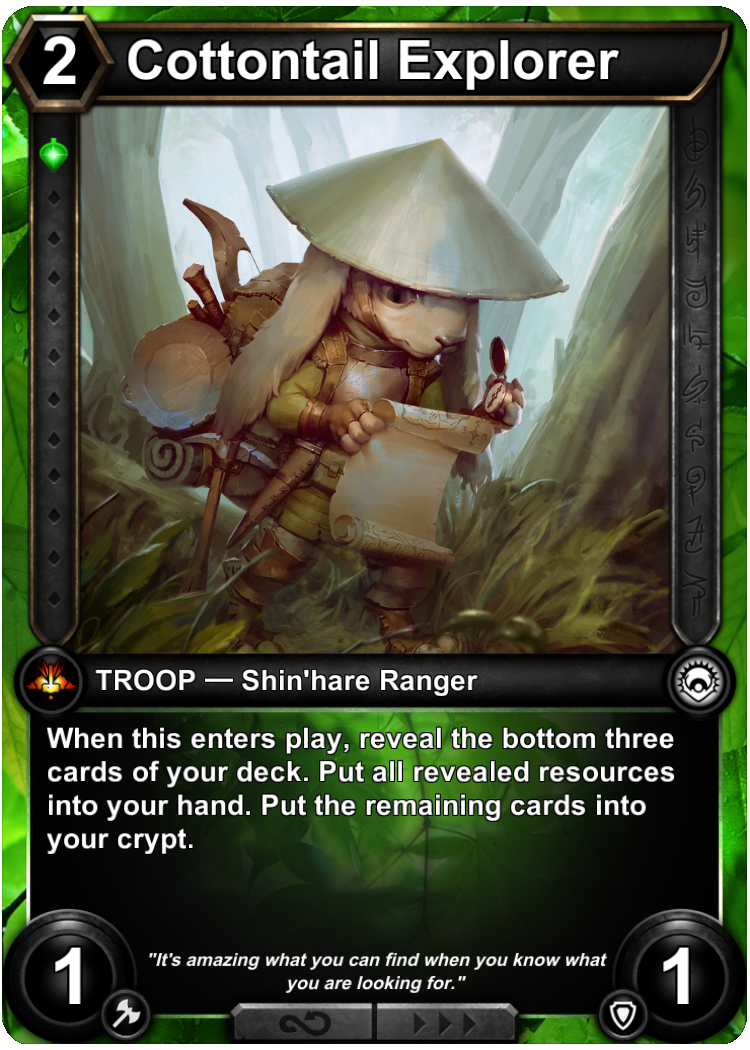 2
Cottontail Explorer
TROOP — Shin'hare Ranger
When this enters play, reveal the bottom three
cards of your deck. Put all revealed resources
into your hand. Put the remaining cards into
your crypt.
"It's amazing what you can find when you know what
you are looking for."
1
1